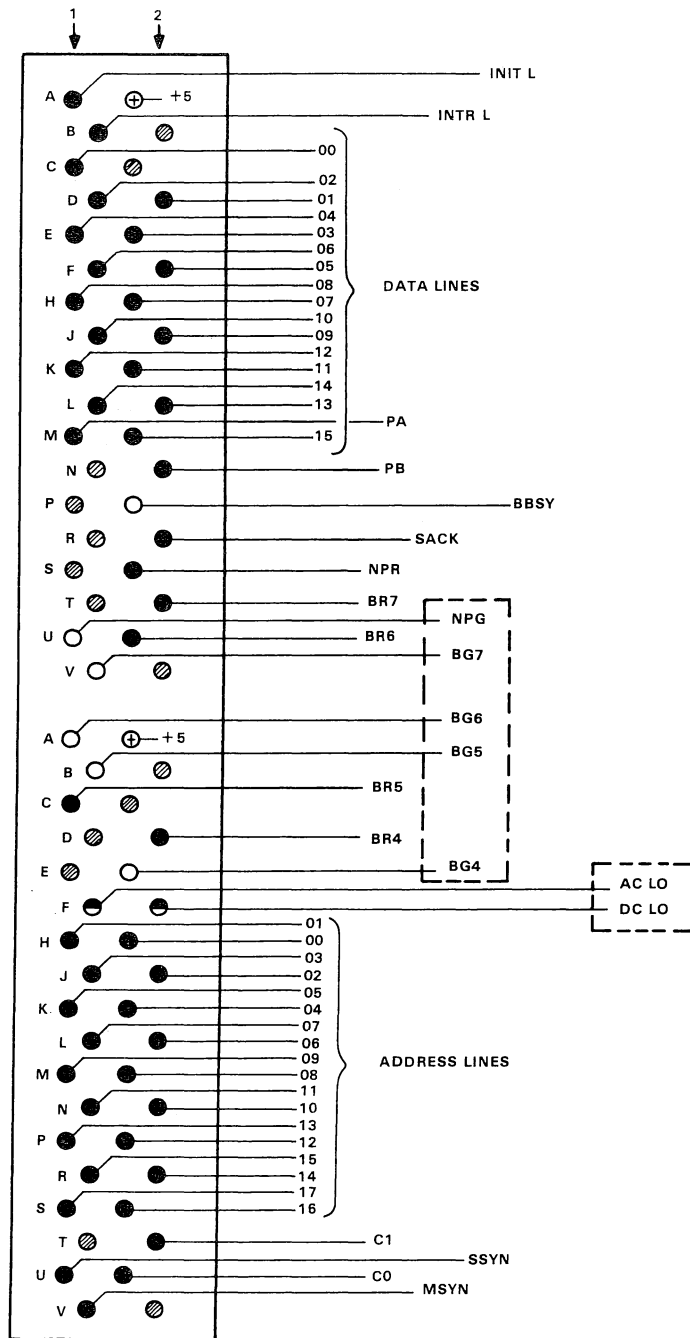 1 2
INIT L
A +5
INTR L
B
00
C
02
D 01
04
E 03
06
F 05
08
H 07
DATA LINES
10
J 09
12
K 11
14
L 13
PA
M 15
N PB
P BBSY
R SACK
S NPR
T BR7
NPG
U BR6
BG7
V
BG6
A +5
BG5
B
BR5
C
D BR4
E BG4
AC LO
F DC LO
01
H 00
03
J 02
05
K 04
07
L 06
09
ADDRESS LINES
M 08
11
N 10
13
P 12
15
R 14
17
S 16
T C1
SSYN
U C0
MSYN
V